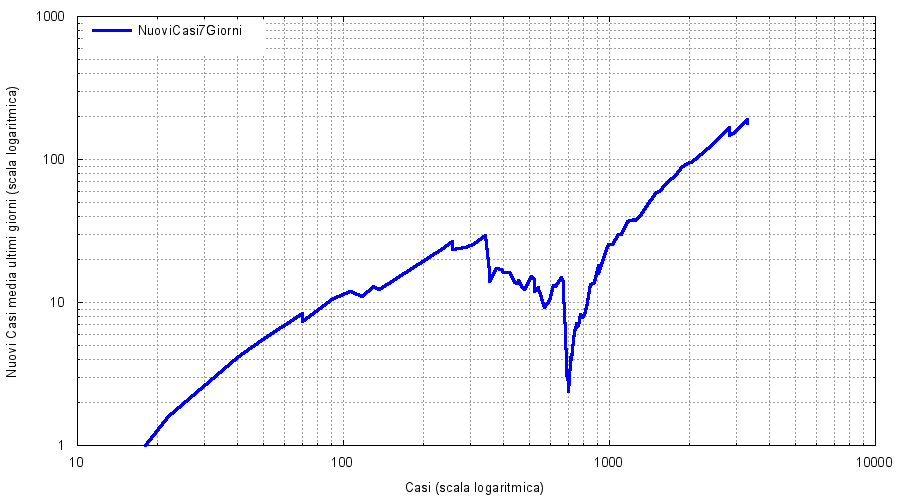 1000
NuoviCasi7Giorni
100
10
1
Nuovi Casi media ultimi giorni (scala logaritmica)
10
100
1000
10000
Casi (scala logaritmica)